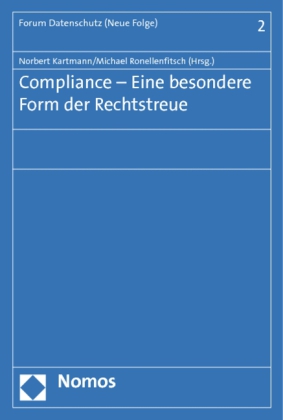 Forum Datenschutz (Neue Folge)
2
Norbert Kartmann/Michael Ronellenfitsch (Hrsg.)
Compliance – Eine besondere
Form der Rechtstreue
Nomos